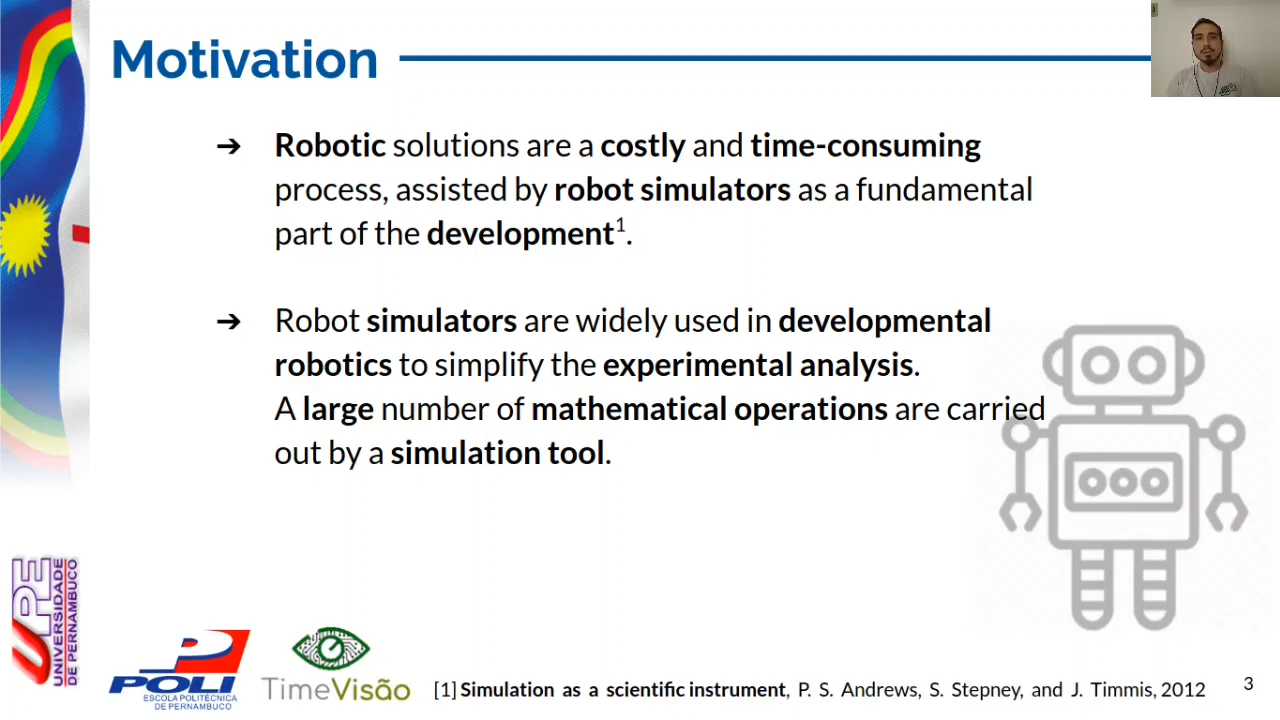 Motivation
➔ Robotic solutions are a costly and time-consuming
process, assisted by robot simulators as a fundamental
part of the development¹.
➔ Robot simulators are widely used in developmental
robotics to simplify the experimental analysis.
A large number of mathematical operations are carried
out by a simulation tool.
UPE
UNIVERSIDADE
DE PERNAMBUCO
POLI
ESCOLA POLITÉCNICA
DE PERNAMBUCO
TimeVisão
[1] Simulation as a scientific instrument, P. S. Andrews, S. Stepney, and J. Timmis, 2012
3